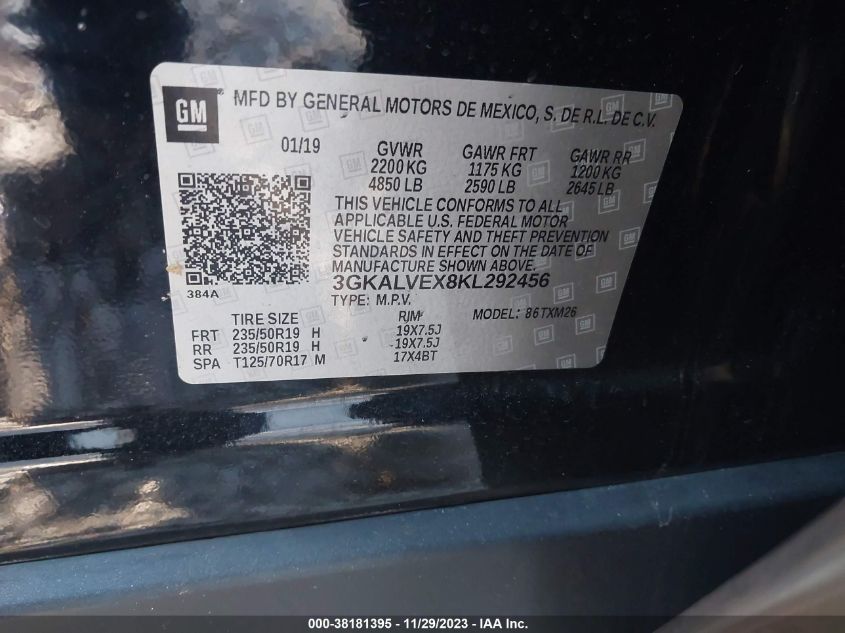 GM MFD BY GENERAL MOTORS DE MEXICO, S. DE R.L. DE C.V.
01/19 GVWR GAWR FRT GAWR RR
2200 KG 1175 KG 1200 KG
4850 LB 2590 LB 2645 LB
THIS VEHICLE CONFORMS TO ALL
APPLICABLE U.S. FEDERAL MOTOR
VEHICLE SAFETY AND THEFT PREVENTION
STANDARDS IN EFFECT ON THE DATE OF
MANUFACTURE SHOWN ABOVE.
384A
3GKALVEX8KL292456
TYPE: M.P.V. MODEL: 86TXM26
TIRE SIZE RIM
FRT 235/50R19 H 19X7.5J
RR 235/50R19 H 19X7.5J
SPA T125/70R17 M 17X4BT
000-38181395 - 11/29/2023 - IAA Inc.